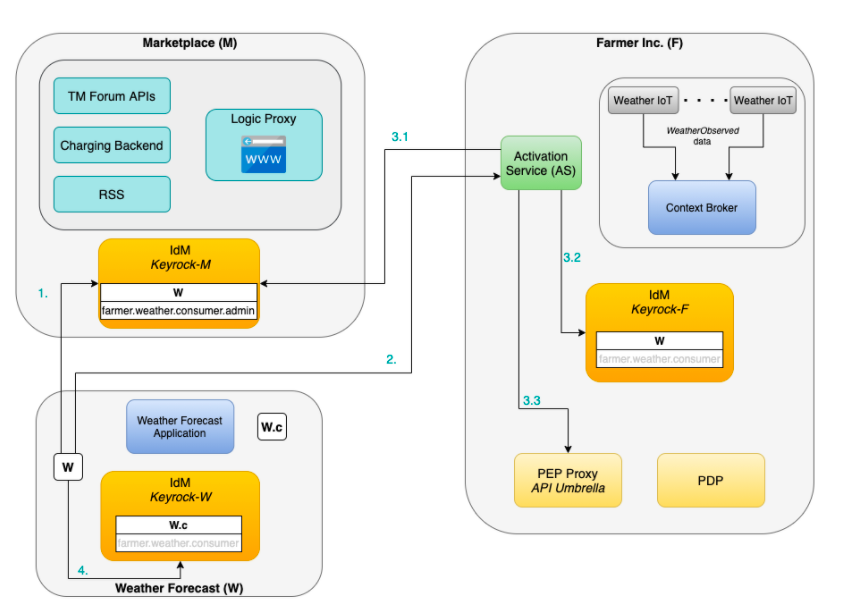 Marketplace (M)
TM Forum APIs
Charging Backend
RSS
Logic Proxy
WWW
IdM
Keyrock-M
W
farmer.weather.consumer.admin
1.
2.
3.1
Farmer Inc. (F)
Activation
Service (AS)
Weather IoT
Weather IoT
WeatherObserved
data
Context Broker
3.2
IdM
Keyrock-F
W
farmer.weather.consumer
3.3
PEP Proxy
API Umbrella
PDP
Weather Forecast
Application
W.c
W
IdM
Keyrock-W
W.c
farmer.weather.consumer
4.
Weather Forecast (W)